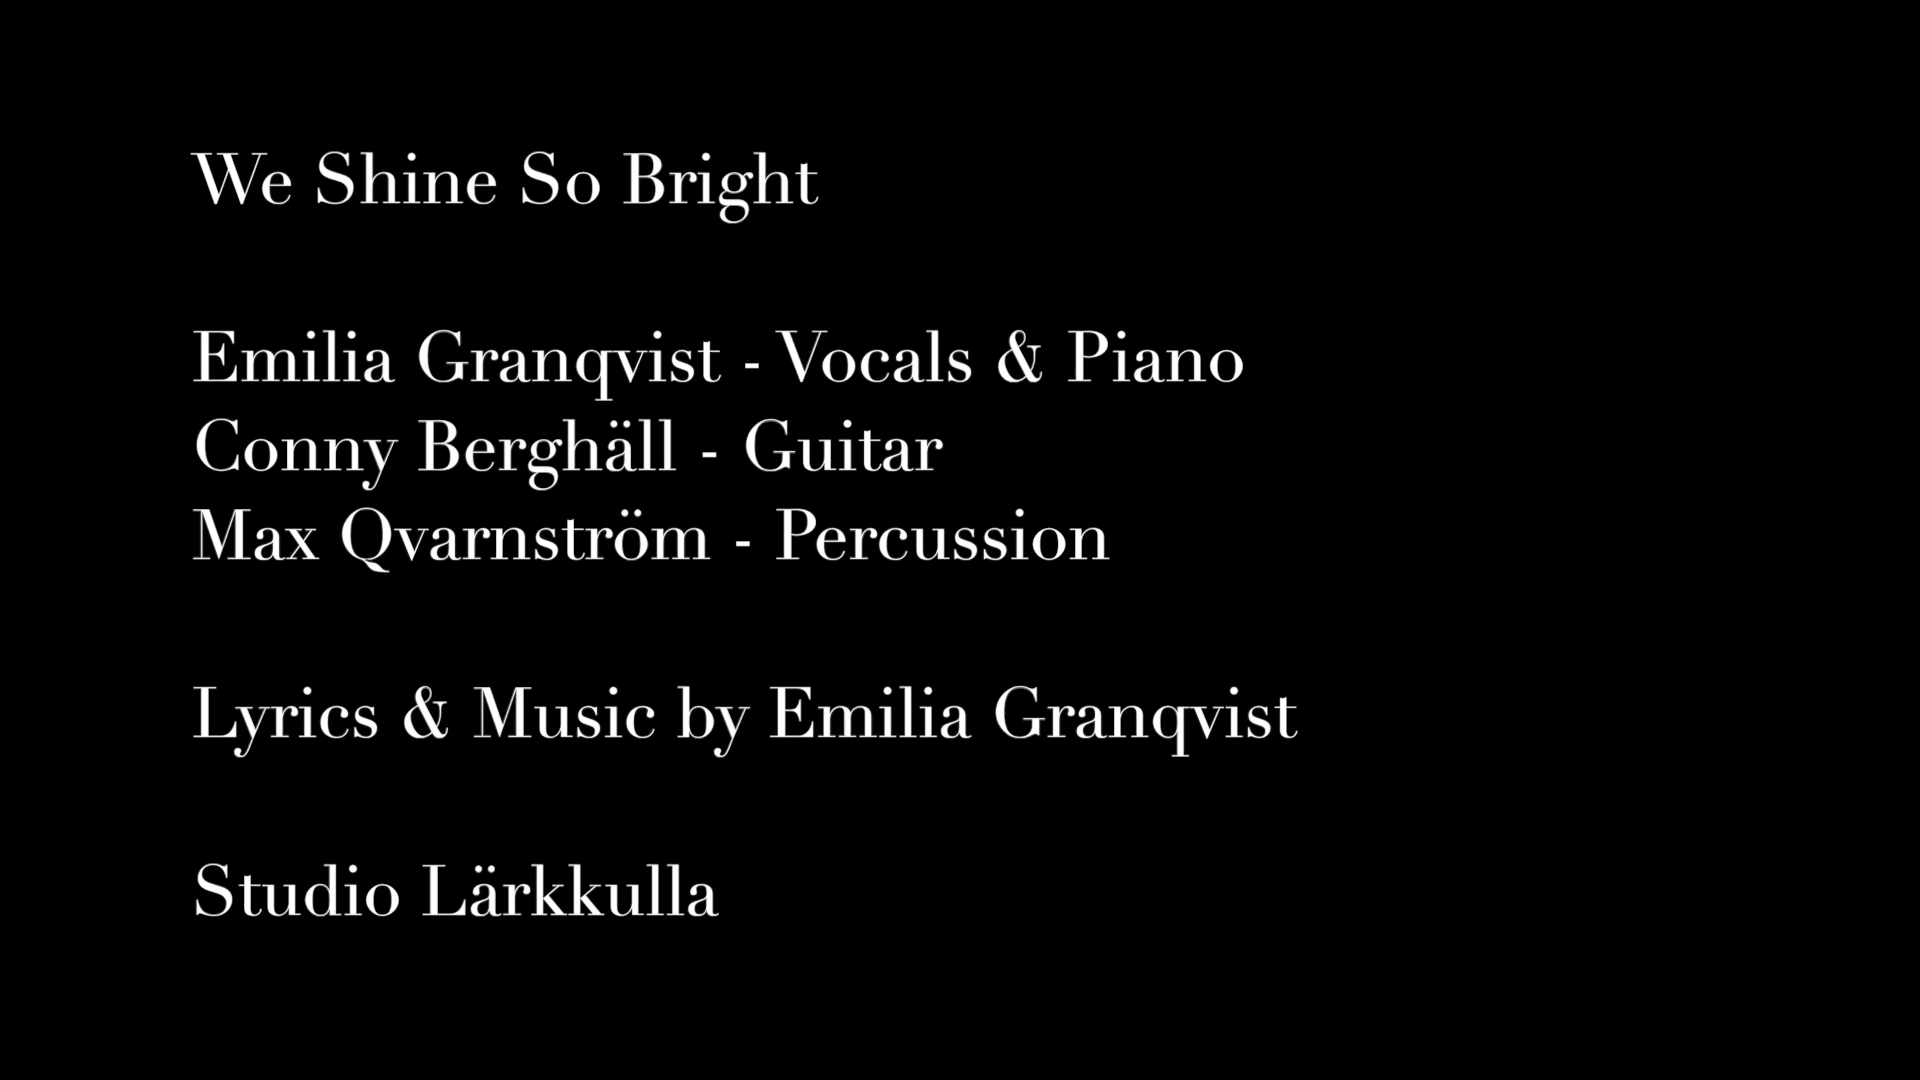 We Shine So Bright
Emilia Granqvist - Vocals & Piano
Conny Berghäll - Guitar
Max Qvarnström - Percussion
Lyrics & Music by Emilia Granqvist
Studio Lärkkulla